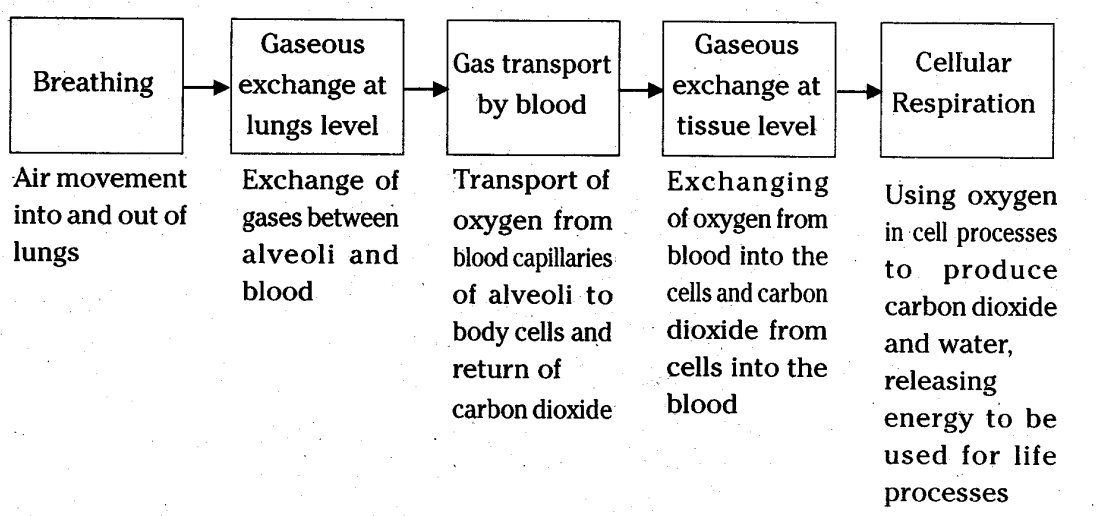 Breathing
Gaseous
exchange at
lungs level
Gas transport
by blood
Gaseous
exchange at
tissue level
Cellular
Respiration
Air movement
into and out of
lungs
Exchange of
gases between
alveoli and
blood
Transport of
oxygen from
blood capillaries
of alveoli to
body cells and
return of
carbon dioxide
Exchanging
of oxygen from
blood into the
cells and carbon
dioxide from
cells into the
blood
Using oxygen
in cell processes
to produce
carbon dioxide
and water,
releasing
energy to be
used for life
processes